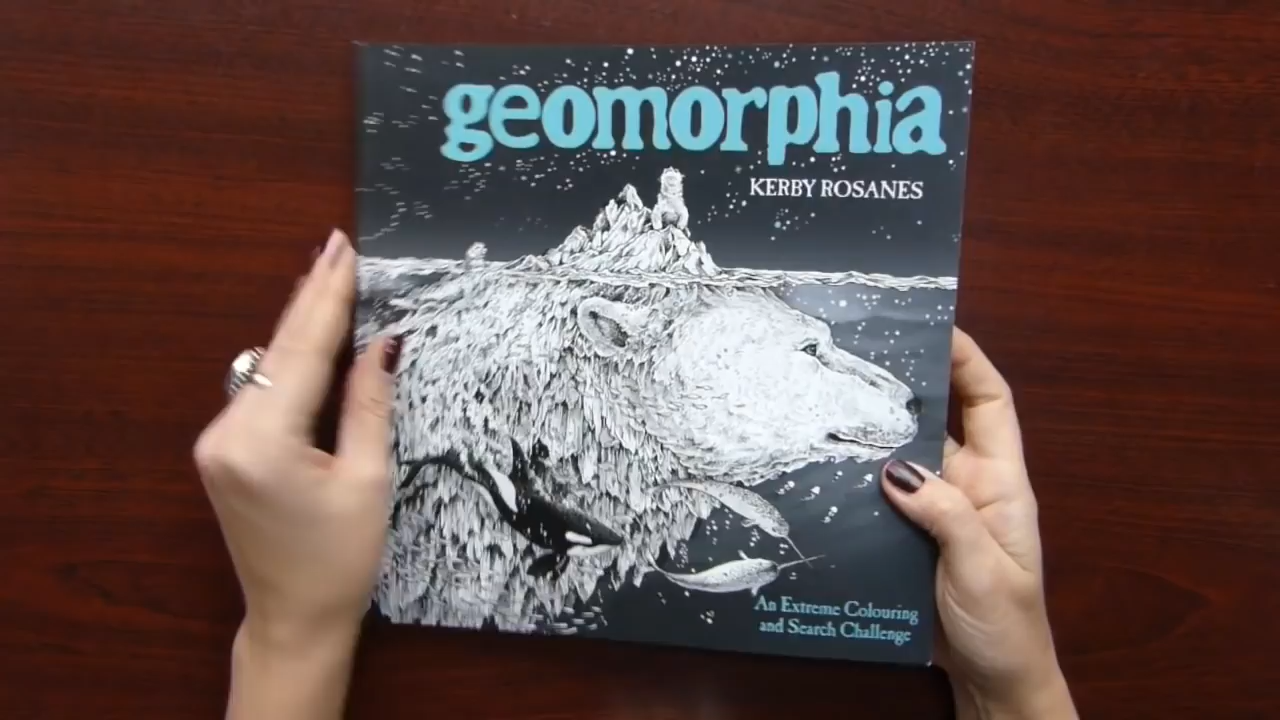 geomorphia
KERBY ROSANES
An Extreme Colouring
and Search Challenge